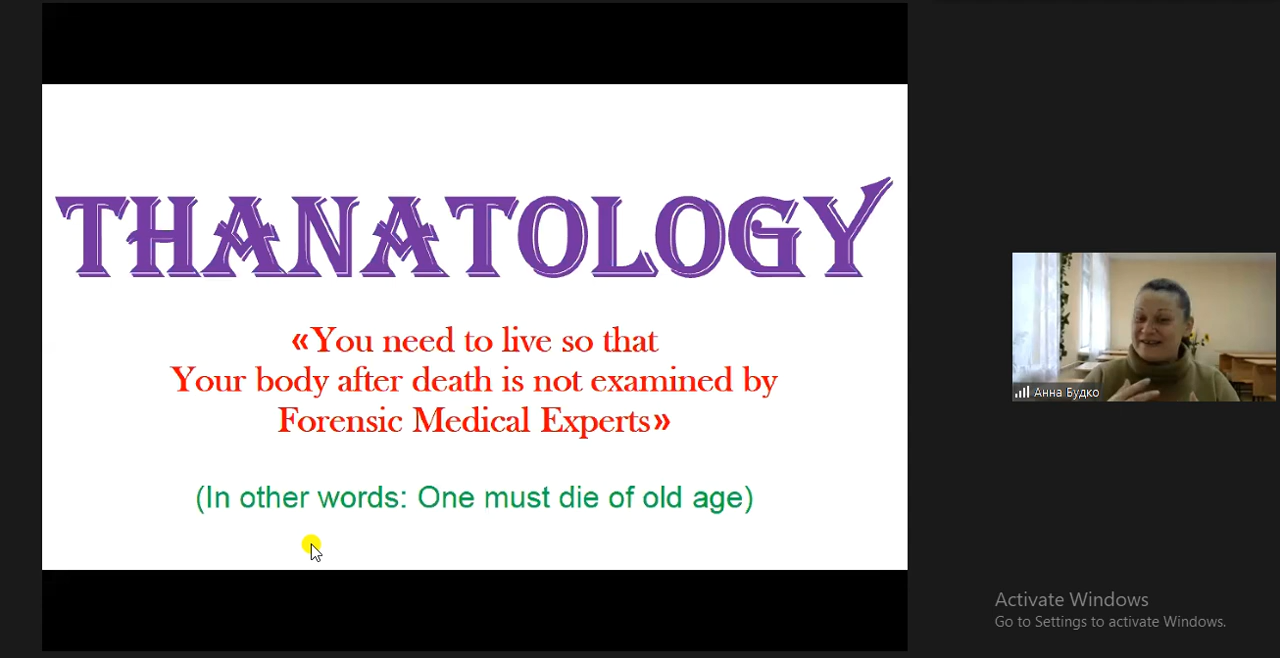 THANATOLOGY
«You need to live so that
Your body after death is not examined by
Forensic Medical Experts»
(In other words: One must die of old age)
Анна Будко
Activate Windows
Go to Settings to activate Windows.